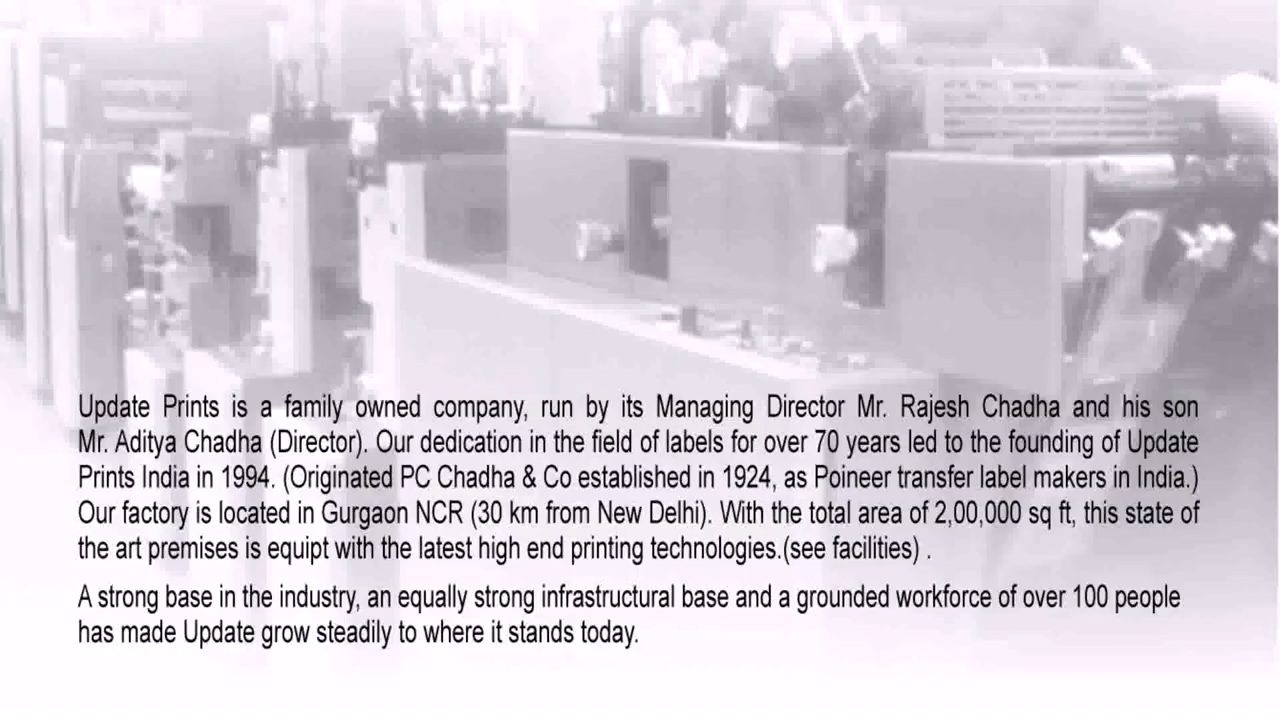 Update Prints is a family owned company, run by its Managing Director Mr. Rajesh Chadha and his son
Mr. Aditya Chadha (Director). Our dedication in the field of labels for over 70 years led to the founding of Update
Prints India in 1994. (Originated PC Chadha & Co established in 1924, as Poineer transfer label makers in India.)
Our factory is located in Gurgaon NCR (30 km from New Delhi). With the total area of 2,00,000 sq ft, this state of
the art premises is equipt with the latest high end printing technologies.(see facilities) .
A strong base in the industry, an equally strong infrastructural base and a grounded workforce of over 100 people
has made Update grow steadily to where it stands today.